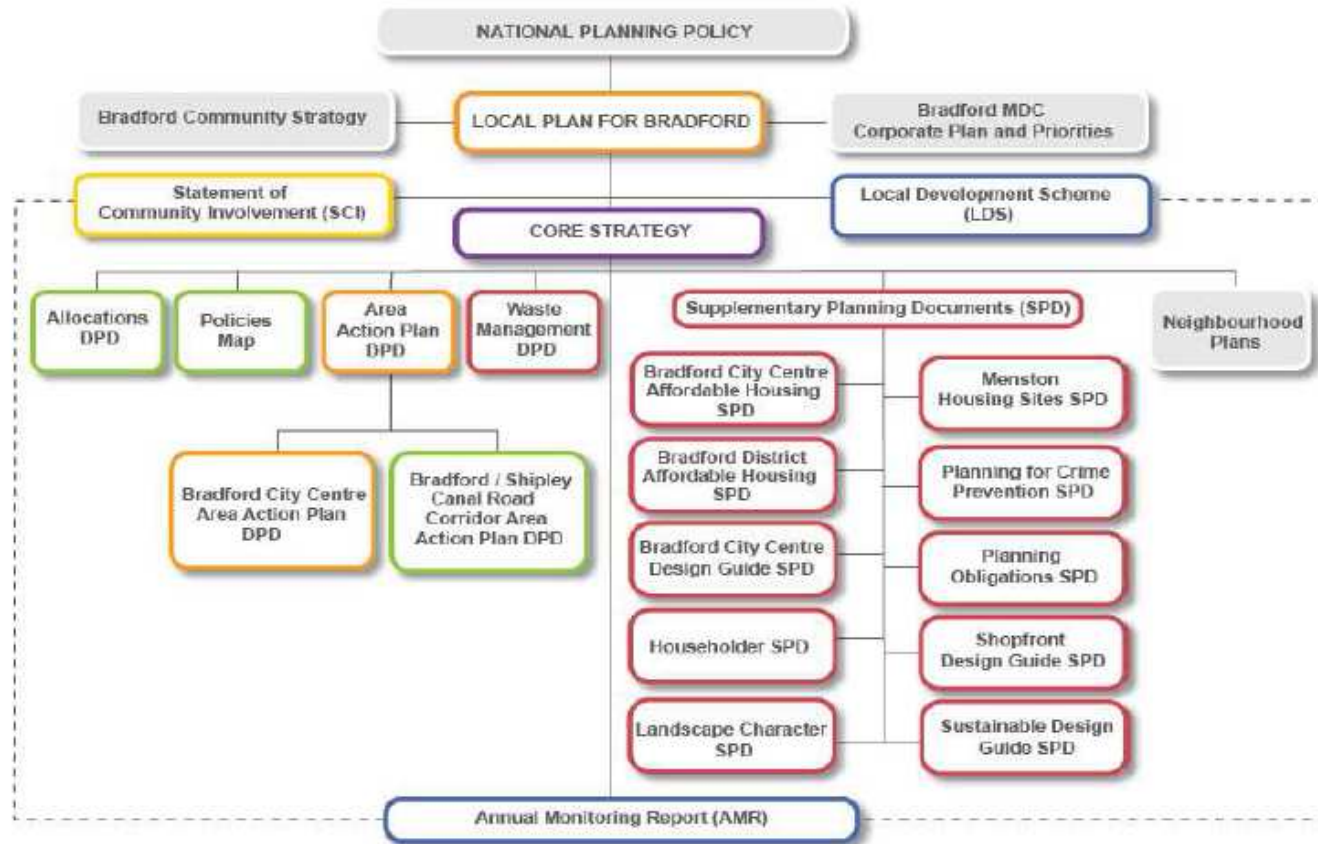 NATIONAL PLANNING POLICY
Bradford Community Strategy
LOCAL PLAN FOR BRADFORD
Bradford MDC
Corporate Plan and Priorities
Statement of
Community Involvement (SCI)
Local Development Scheme
(LDS)
CORE STRATEGY
Allocations
DPD
Policies
Map
Area
Action Plan
DPD
Waste
Management
DPD
Supplementary Planning Documents (SPD)
Neighbourhood
Plans
Bradford City Centre
Affordable Housing
SPD
Menston
Housing Sites SPD
Bradford City Centre
Area Action Plan
DPD
Bradford / Shipley
Canal Road
Corridor Area
Action Plan DPD
Bradford District
Affordable Housing
SPD
Planning for Crime
Prevention SPD
Bradford City Centre
Design Guide SPD
Planning
Obligations SPD
Householder SPD
Shopfront
Design Guide SPD
Landscape Character
SPD
Sustainable Design
Guide SPD
Annual Monitoring Report (AMR)